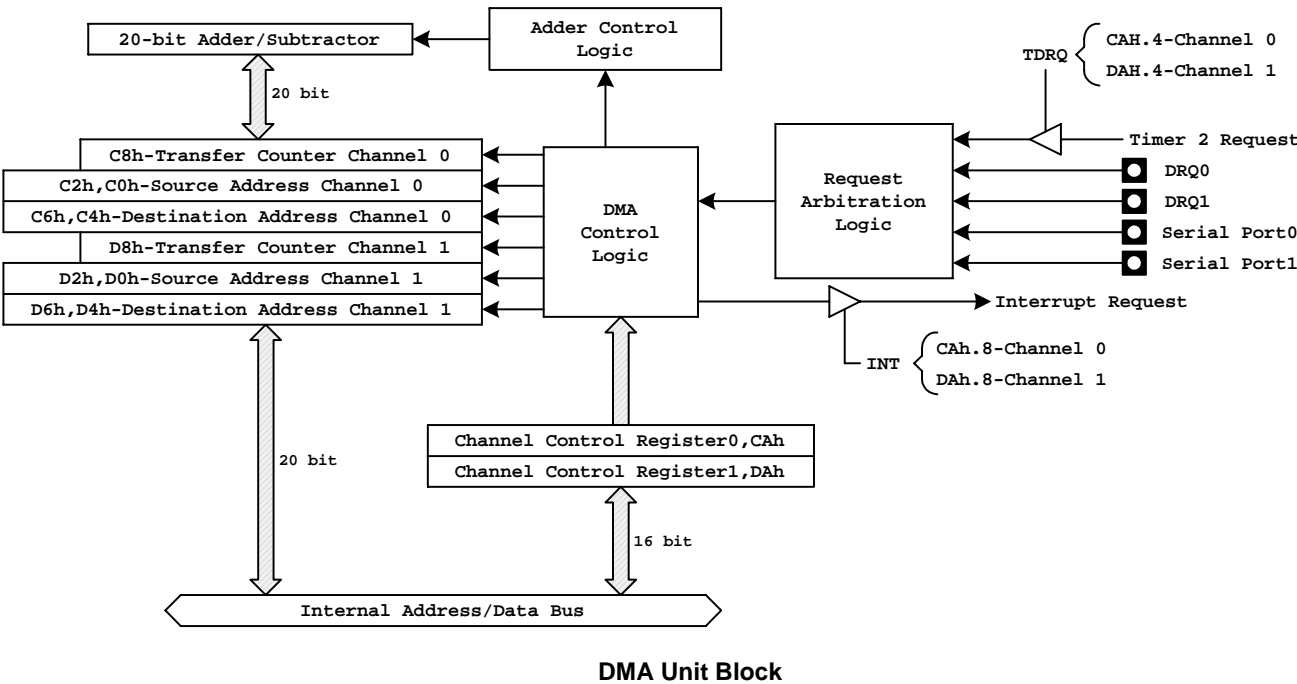 20-bit Adder/Subtractor
Adder Control
Logic
TDRQ
CAH.4-Channel 0
DAH.4-Channel 1
20 bit
C8h-Transfer Counter Channel 0
C2h,C0h-Source Address Channel 0
C6h,C4h-Destination Address Channel 0
D8h-Transfer Counter Channel 1
D2h,D0h-Source Address Channel 1
D6h,D4h-Destination Address Channel 1
DMA
Control
Logic
Request
Arbitration
Logic
Timer 2 Request
DRQ0
DRQ1
Serial Port0
Serial Port1
Interrupt Request
INT
CAh.8-Channel 0
DAh.8-Channel 1
Channel Control Register0,CAh
Channel Control Register1,DAh
20 bit
16 bit
Internal Address/Data Bus
DMA Unit Block